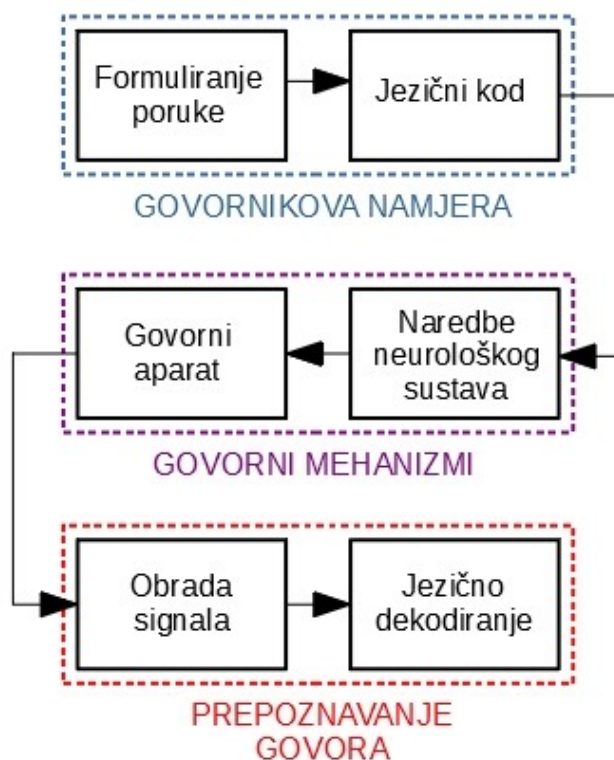 Formuliranje
poruke
Jezični kod
GOVORNIKOVA NAMJERA
Govorni
aparat
Naredbe
neurološkog
sustava
GOVORNI MEHANIZMI
Obrada
signala
Jezično
dekodiranje
PREPOZNAVANJE
GOVORA